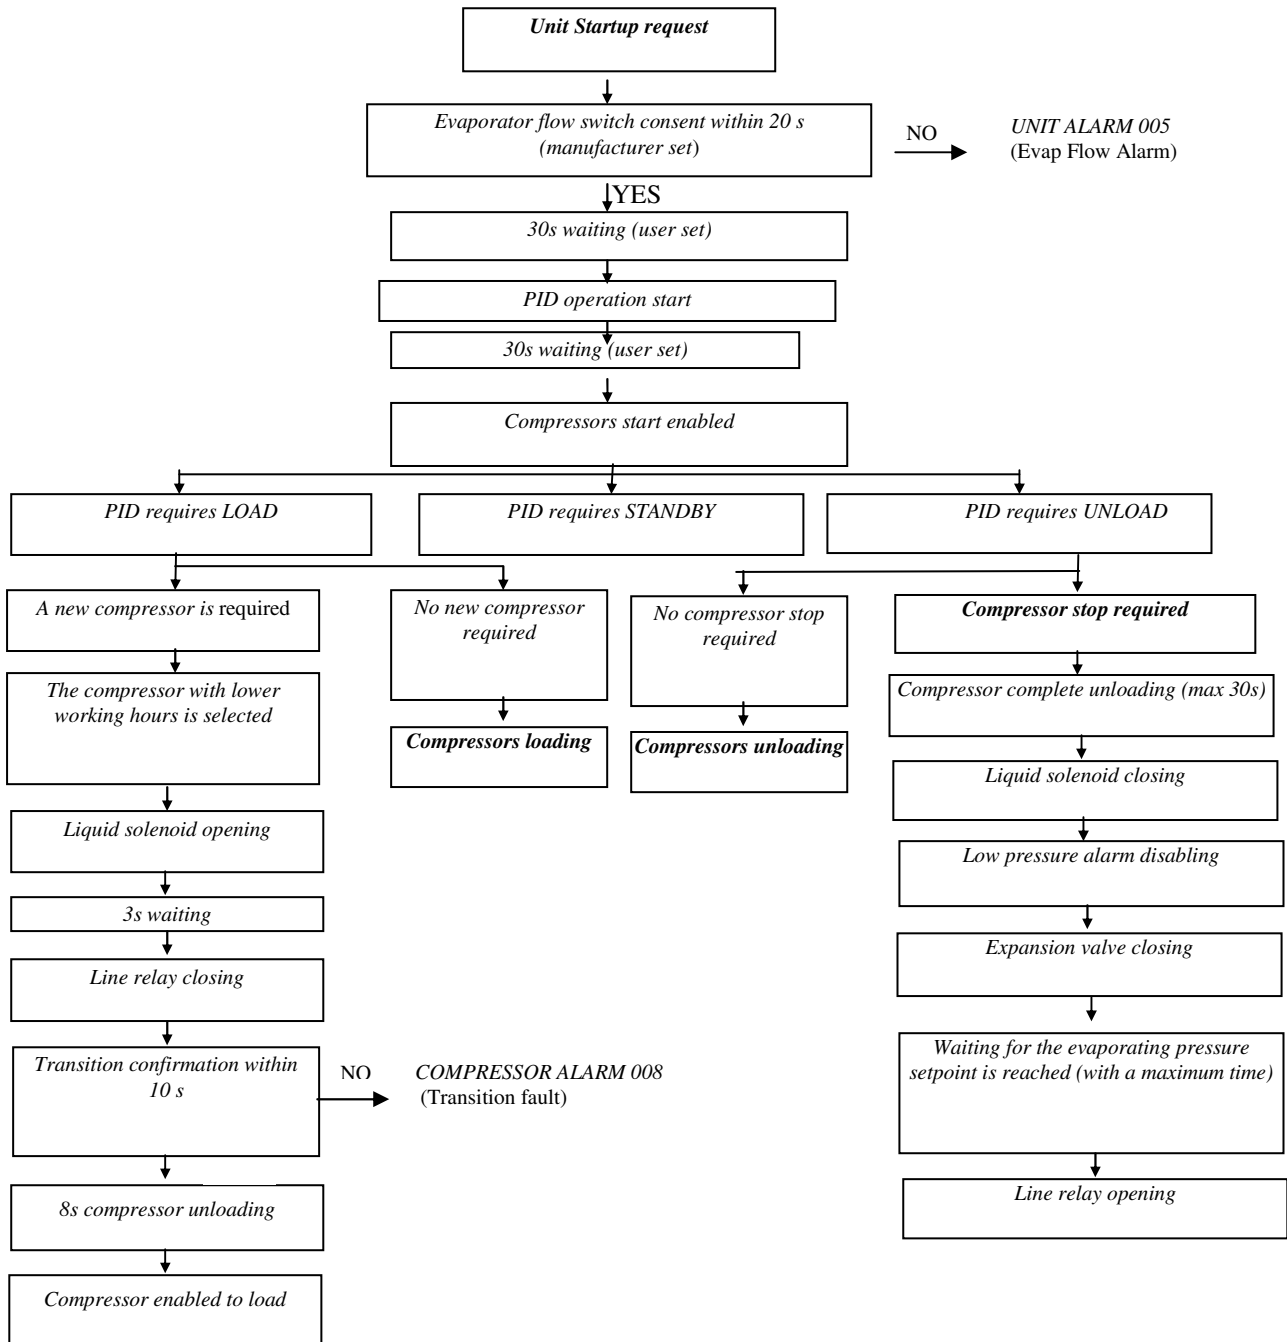 Unit Startup request
Evaporator flow switch consent within 20 s
(manufacturer set)
NO
UNIT ALARM 005
(Evap Flow Alarm)
YES
30s waiting (user set)
PID operation start
30s waiting (user set)
Compressors start enabled
PID requires LOAD
PID requires STANDBY
PID requires UNLOAD
A new compressor is required
No new compressor
required
No compressor stop
required
Compressor stop required
The compressor with lower
working hours is selected
Compressors loading
Compressors unloading
Compressor complete unloading (max 30s)
Liquid solenoid closing
Liquid solenoid opening
Low pressure alarm disabling
3s waiting
Expansion valve closing
Line relay closing
Transition confirmation within
10 s
NO
COMPRESSOR ALARM 008
(Transition fault)
Waiting for the evaporating pressure
setpoint is reached (with a maximum time)
8s compressor unloading
Line relay opening
Compressor enabled to load